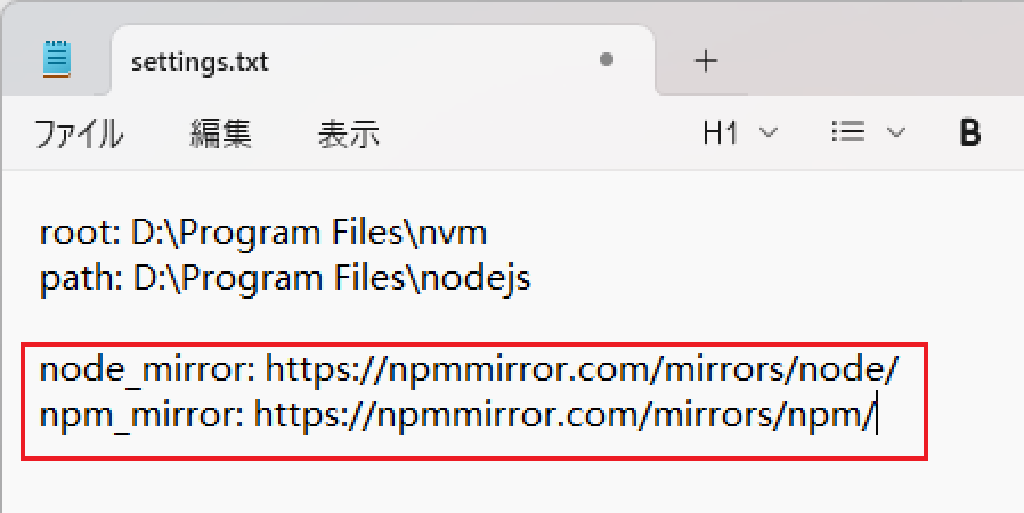 settings.txt
ファイル 編集 表示 H1 B
root: D:\Program Files\nvm
path: D:\Program Files\nodejs
node_mirror: https://npmmirror.com/mirrors/node/
npm_mirror: https://npmmirror.com/mirrors/npm/